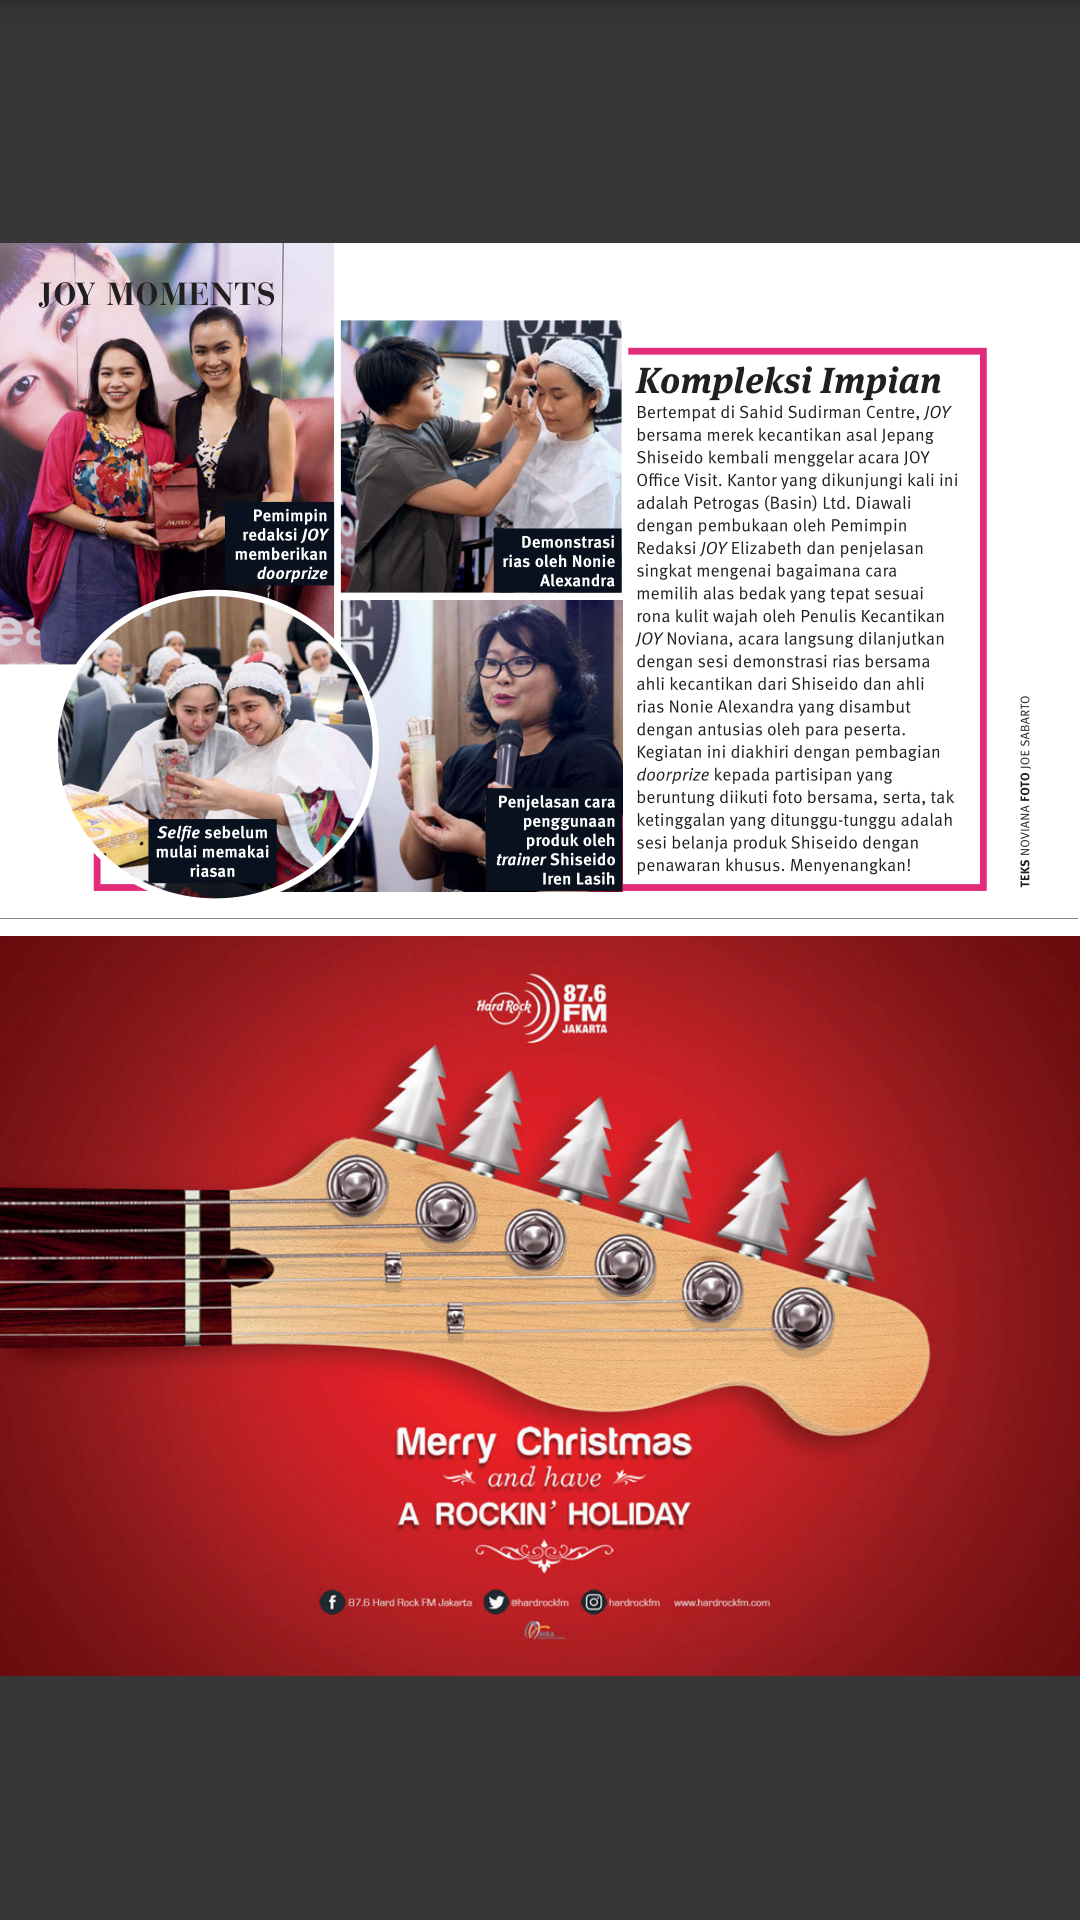 JOY MOMENTS
Pemimpin
redaksi JOY
memberikan
doorprize
SHISEIDO
Demonstrasi
rias oleh Nonie
Alexandra
Selfie sebelum
mulai memakai
riasan
Penjelasan cara
penggunaan
produk oleh
trainer Shiseido
Iren Lasih
Kompleksi Impian
Bertempat di Sahid Sudirman Centre, JOY
bersama merek kecantikan asal Jepang
Shiseido kembali menggelar acara JOY
Office Visit. Kantor yang dikunjungi kali ini
adalah Petrogas (Basin) Ltd. Diawali
dengan pembukaan oleh Pemimpin
Redaksi JOY Elizabeth dan penjelasan
singkat mengenai bagaimana cara
memilih alas bedak yang tepat sesuai
rona kulit wajah oleh Penulis Kecantikan
JOY Noviana, acara langsung dilanjutkan
dengan sesi demonstrasi rias bersama
ahli kecantikan dari Shiseido dan ahli
rias Nonie Alexandra yang disambut
dengan antusias oleh para peserta.
Kegiatan ini diakhiri dengan pembagian
doorprize kepada partisipan yang
beruntung diikuti foto bersama, serta, tak
ketinggalan yang ditunggu-tunggu adalah
sesi belanja produk Shiseido dengan
penawaran khusus. Menyenangkan!
TEKS NOVIANA FOTO JOE SABARTO
Hard Rock
87.6
FM
JAKARTA
Merry Christmas
and have
A ROCKIN' HOLIDAY
87.6 Hard Rock FM Jakarta @hardrockfm hardrockfm www.hardrockfm.com